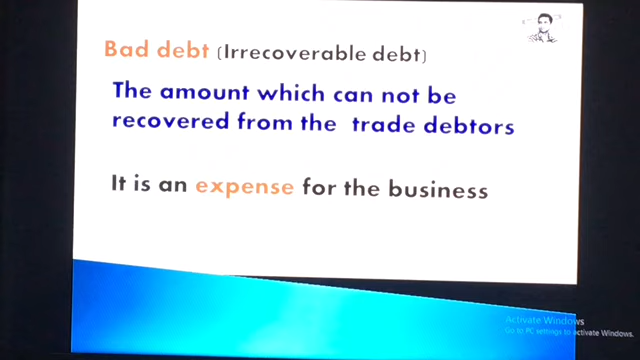 Bad debt (Irrecoverable debt)
The amount which can not be
recovered from the trade debtors
It is an expense for the business
Activate Windows
Go to PC settings to activate Windows.